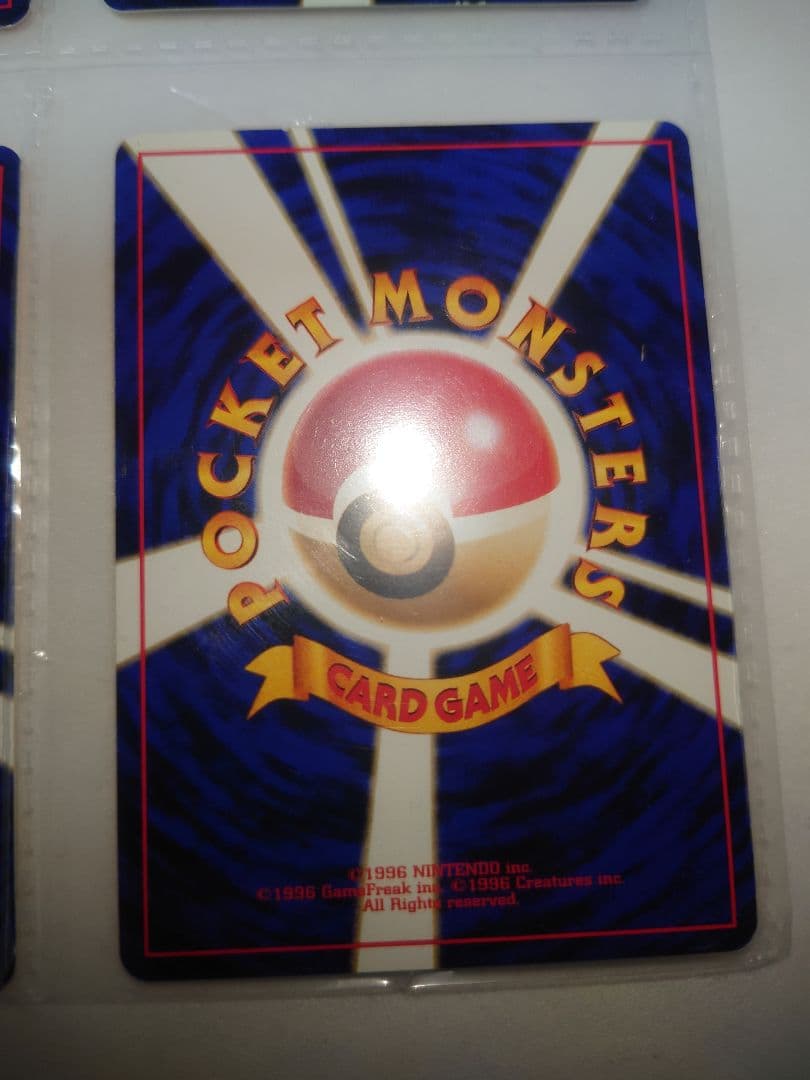 POCKET MONSTERS
CARD GAME
©1996 NINTENDO inc.
©1996 GameFreak inc. ©1996 Creatures inc.
All Rights reserved.